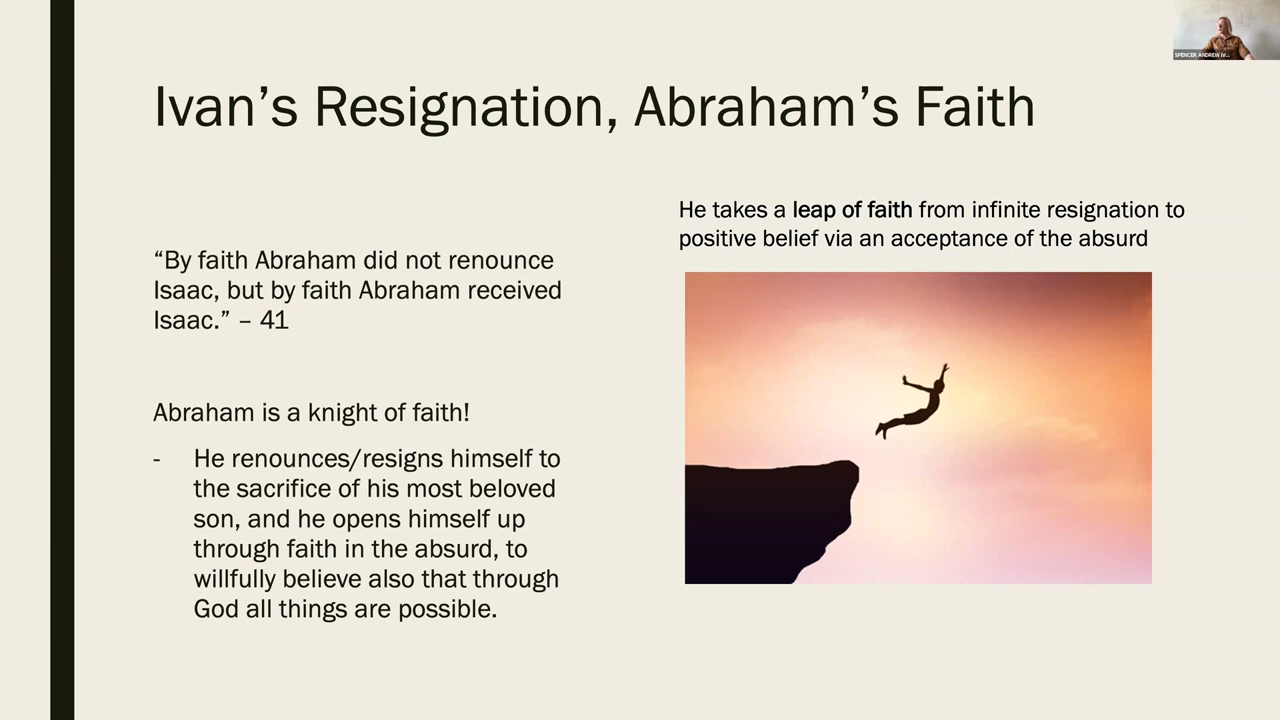 SPENCER ANDREW IV...
Ivan’s Resignation, Abraham’s Faith
“By faith Abraham did not renounce
Isaac, but by faith Abraham received
Isaac.” – 41
Abraham is a knight of faith!
- He renounces/resigns himself to
the sacrifice of his most beloved
son, and he opens himself up
through faith in the absurd, to
willfully believe also that through
God all things are possible.
He takes a leap of faith from infinite resignation to
positive belief via an acceptance of the absurd